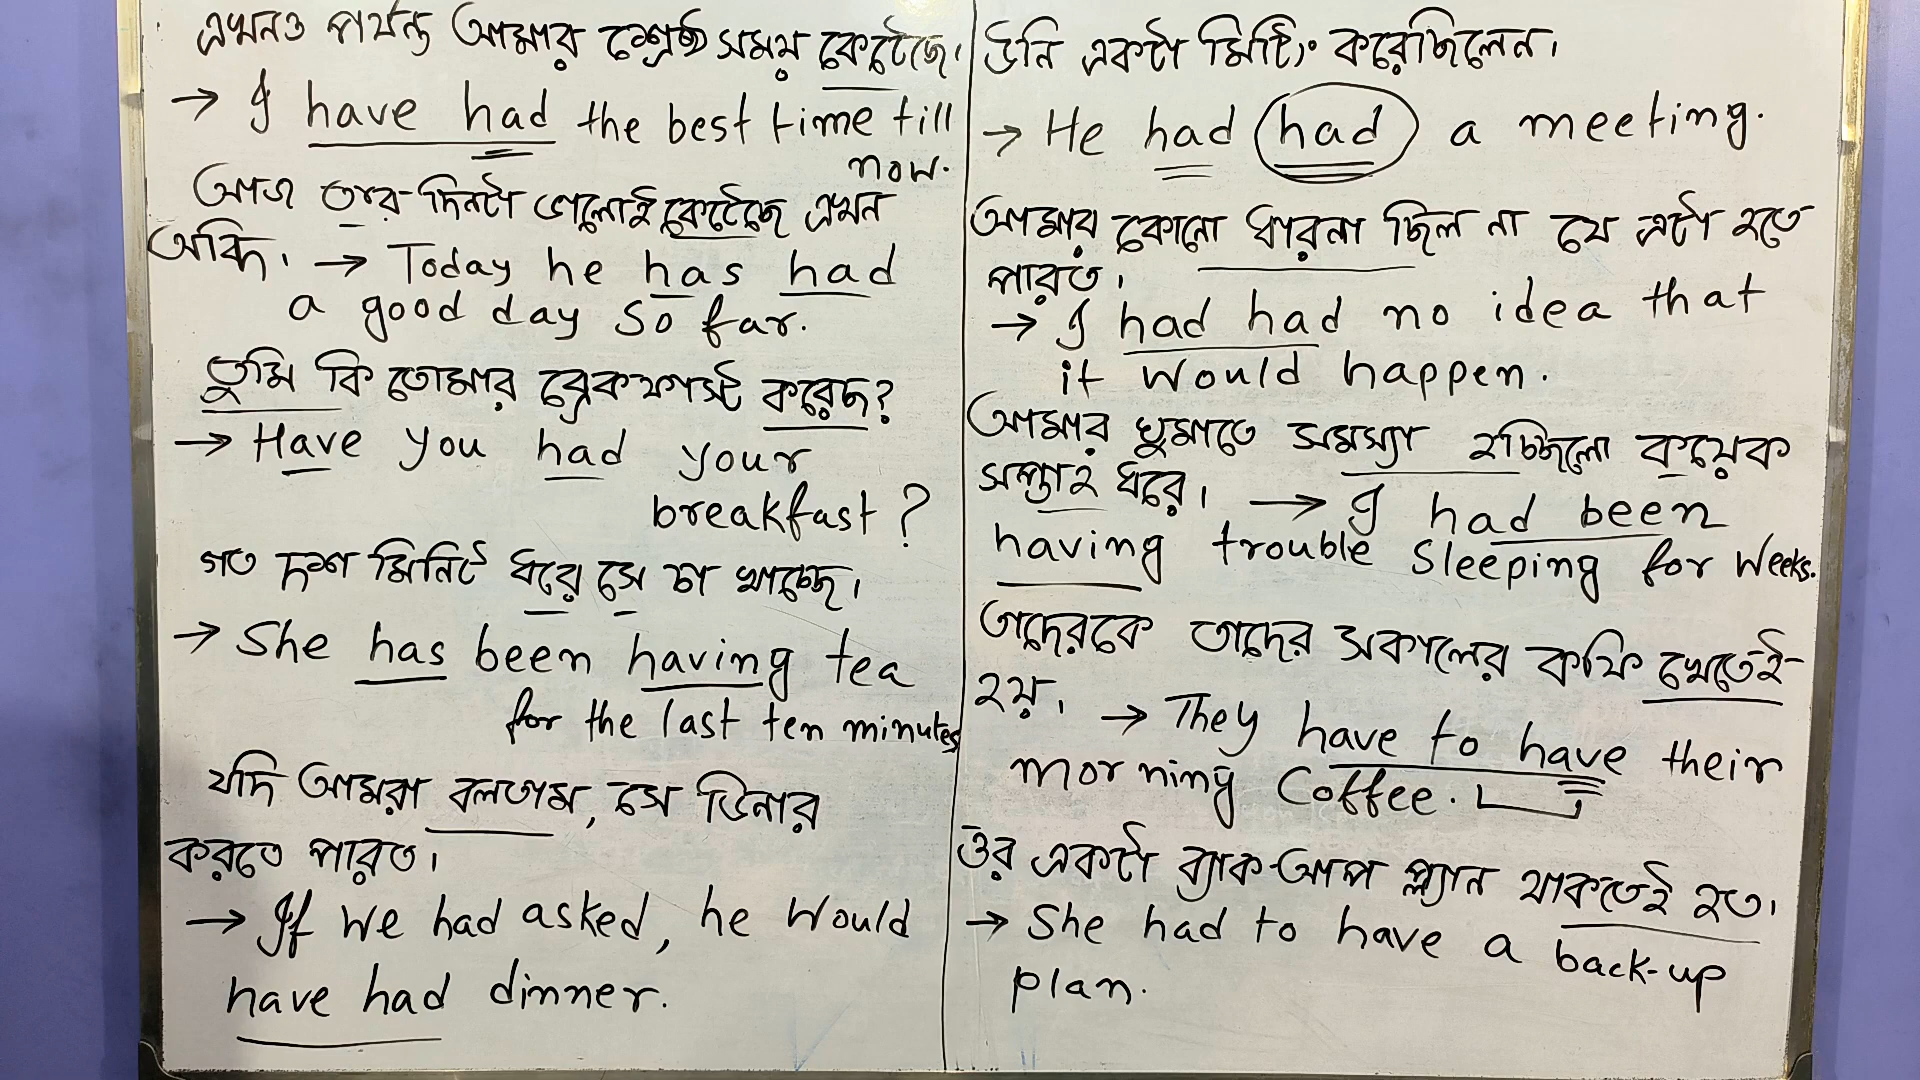 এখনও পর্যন্ত আমার শ্রেষ্ঠ সময় কেটেছে।
→ I have had the best time till
now.
আজ ওর দিনটা ভালোই কেটেছে এখন
অব্দি। → Today he has had
a good day so far.
তুমি কি তোমার ব্রেকফাস্ট করেছ?
→ Have you had your
breakfast?
গত দশ মিনিট ধরে সে চা খাচ্ছে।
→ She has been having tea
for the last ten minutes
যদি আমরা বলতাম, সে ডিনার
করতে পারত।
→ If we had asked, he would
have had dinner.
উনি একটা মিটিং করেছিলেন।
→ He had had a meeting.
আমার কোনো ধারনা ছিল না যে এটা হতে
পারত।
→ I had had no idea that
it would happen.
আমার ঘুমাতে সমস্যা হচ্ছিলো কয়েক
সপ্তাহ ধরে। → I had been
having trouble sleeping for weeks.
তাদেরকে তাদের সকালের কফি খেতেই
হয়। → They have to have their
morning coffee.
ওর একটা ব্যাক-আপ প্ল্যান থাকতেই হত।
→ She had to have a back-up
plan.